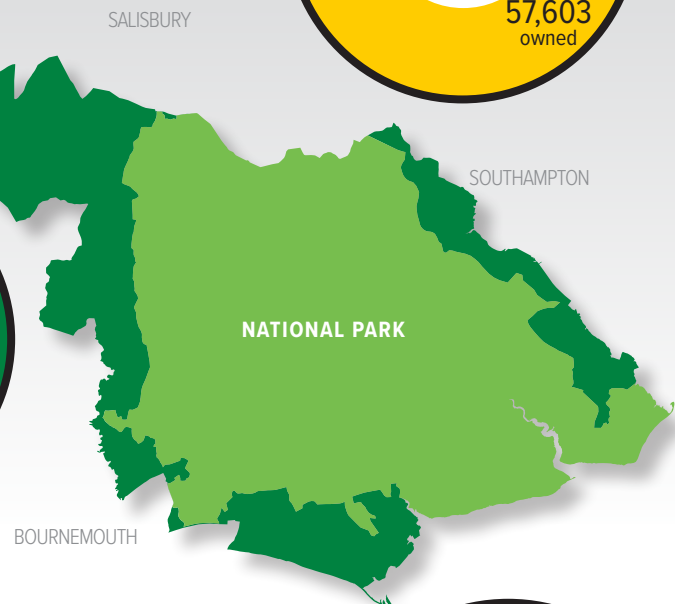 SALISBURY
57,603
owned
SOUTHAMPTON
NATIONAL PARK
BOURNEMOUTH